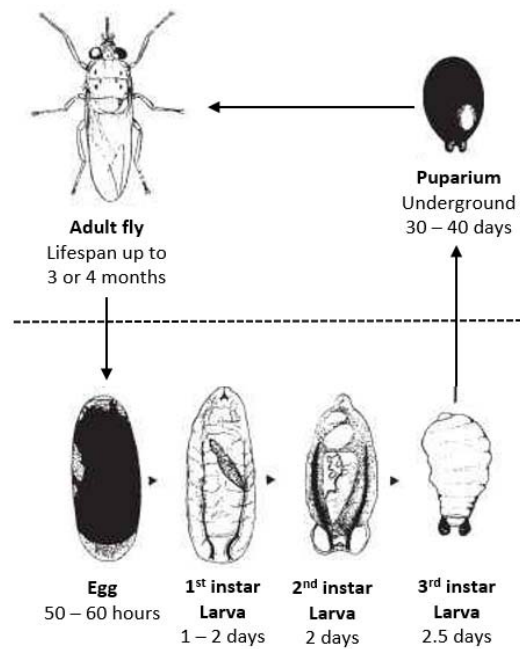 Adult fly
Lifespan up to
3 or 4 months
Puparium
Underground
30 – 40 days
Egg
50 – 60 hours
1st instar
Larva
1 – 2 days
2nd instar
Larva
2 days
3rd instar
Larva
2.5 days